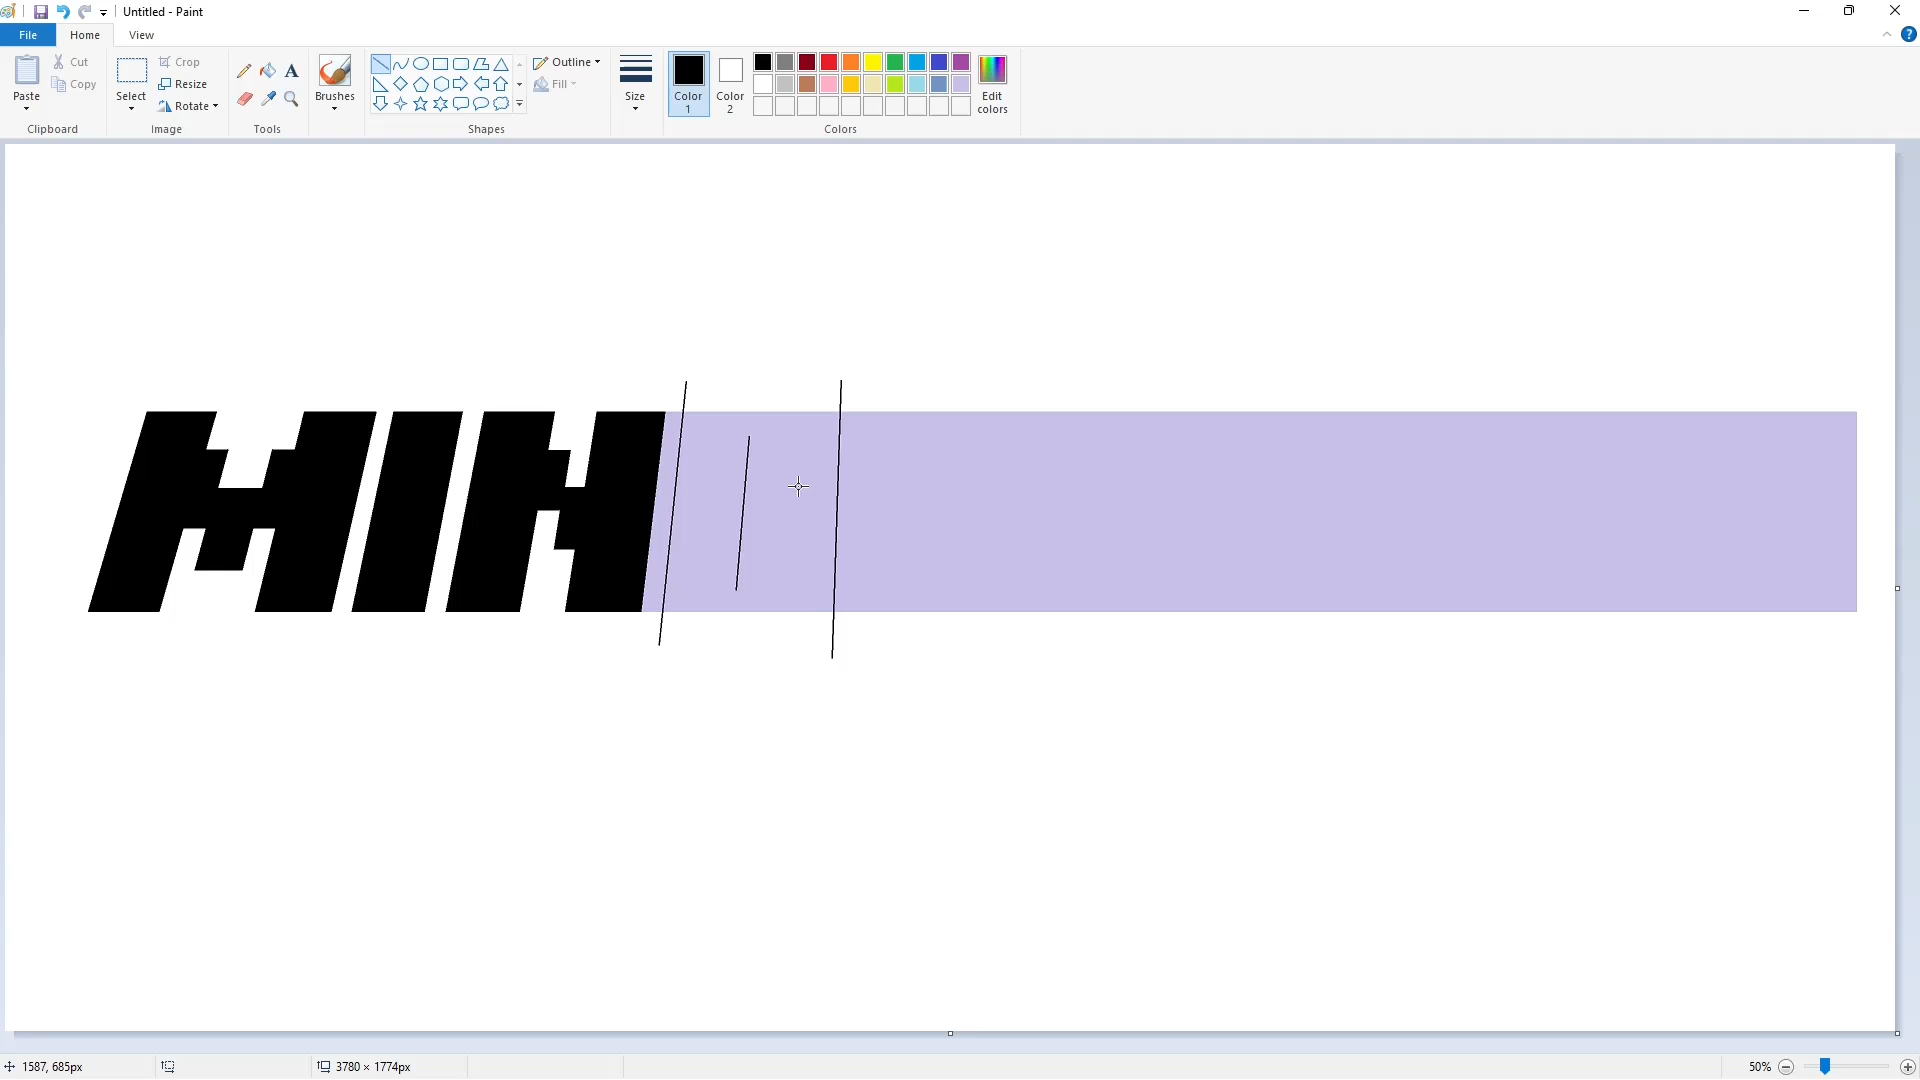 Untitled - Paint
File
Home
View
Paste
Cut
Copy
Clipboard
Select
Crop
Resize
Rotate
Image
A
Tools
Brushes
Shapes
Outline
Fill
Size
Color 1
Color 2
Colors
Edit colors
?
MIN
1587, 685px
3780 × 1774px
50%